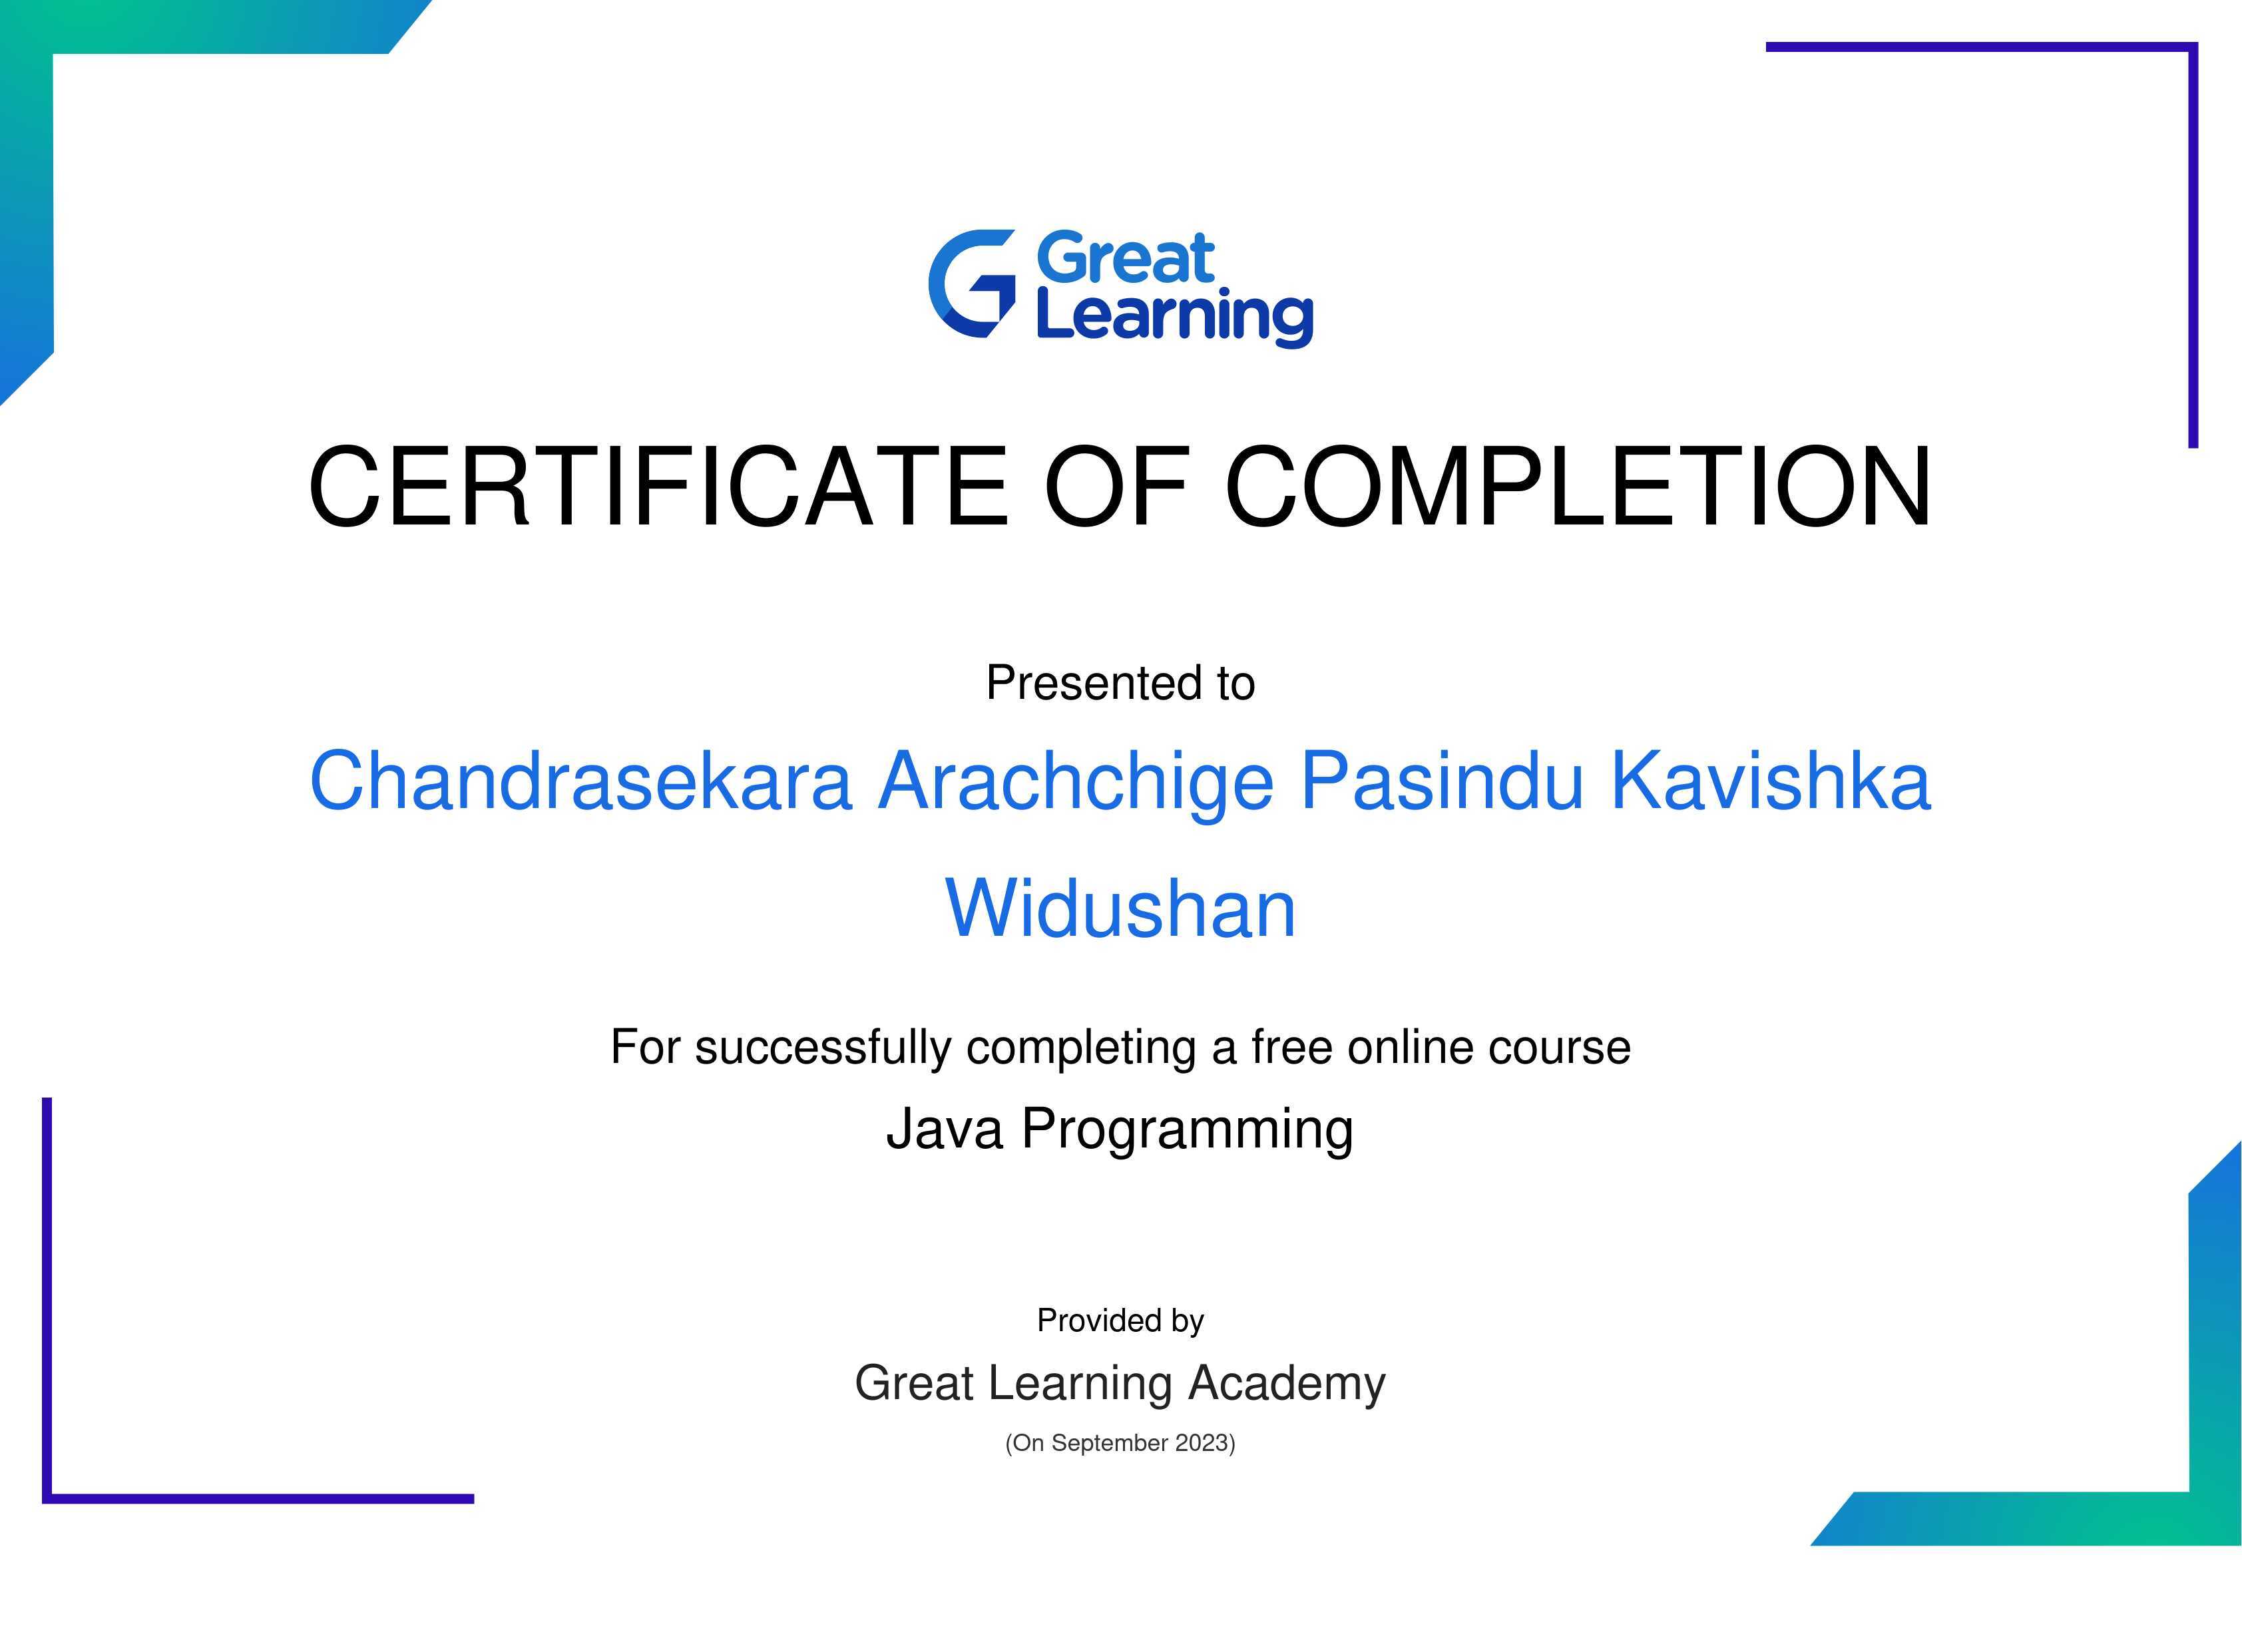 Great
Learning
CERTIFICATE OF COMPLETION
Presented to
Chandrasekara Arachchige Pasindu Kavishka
Widushan
For successfully completing a free online course
Java Programming
Provided by
Great Learning Academy
(On September 2023)